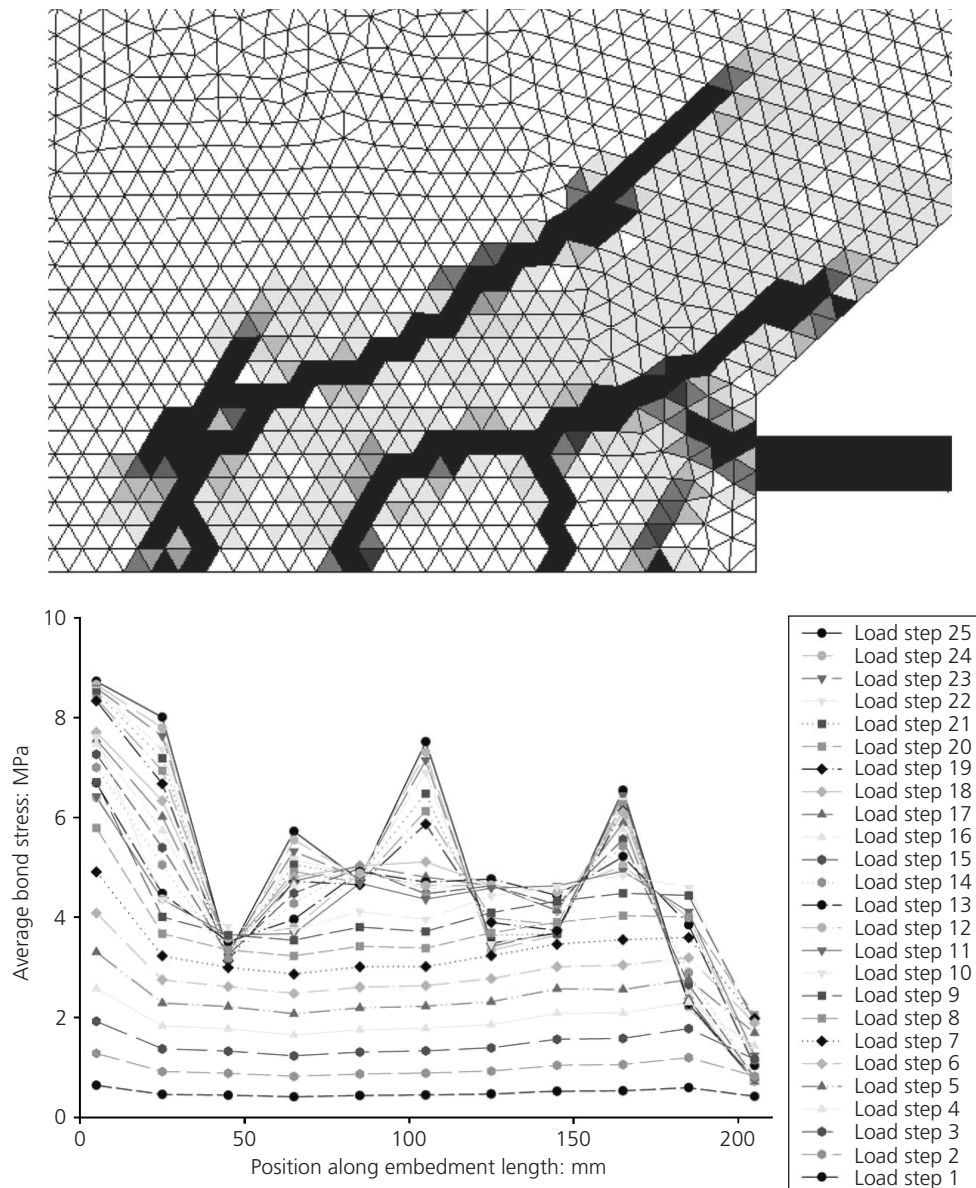 10
8
6
4
2
0
Average bond stress: MPa
0
50
100
150
200
Position along embedment length: mm
Load step 25
Load step 24
Load step 23
Load step 22
Load step 21
Load step 20
Load step 19
Load step 18
Load step 17
Load step 16
Load step 15
Load step 14
Load step 13
Load step 12
Load step 11
Load step 10
Load step 9
Load step 8
Load step 7
Load step 6
Load step 5
Load step 4
Load step 3
Load step 2
Load step 1